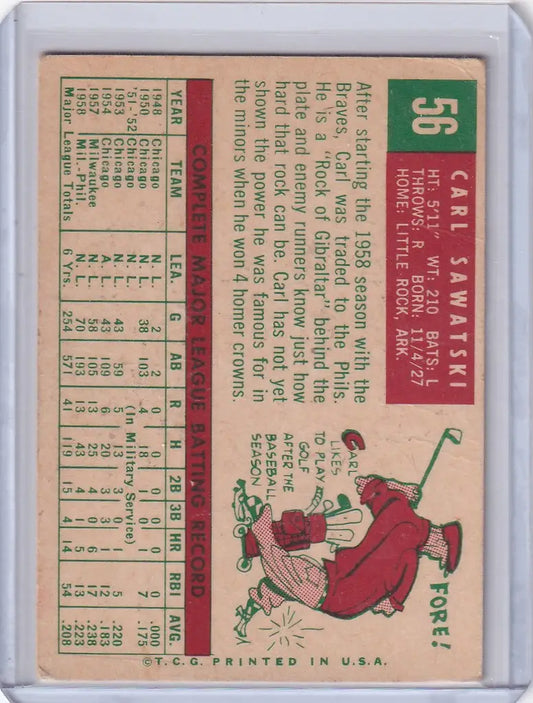 56
CARL SAWATSKI
HT: 5'11" WT: 210 BATS: L
THROWS: R BORN: 11/4/27
HOME: LITTLE ROCK, ARK.
After starting the 1958 season with the
Braves, Carl was traded to the Phils.
He is a "Rock of Gibraltar" behind the
plate and enemy runners know just how
hard that rock can be. Carl has not yet
shown the power he was famous for in
the minors when he won 4 homer crowns.
CARL
LIKES
TO PLAY
GOLF
AFTER THE
BASEBALL
SEASON
FORE!
COMPLETE MAJOR LEAGUE BATTING RECORD
YEAR TEAM LEA. G AB R H 2B 3B HR RBI AVG.
1948 Chicago N.L. 2 2 0 0 0 0 0 0 .000
1950 Chicago N.L. 38 103 4 18 1 0 1 7 .175
'51-'52 Chicago (In Military Service)
1953 Chicago N.L. 43 59 5 13 3 0 1 5 .220
1954 Chicago A.L. 43 109 6 20 3 3 1 12 .183
1957 Milwaukee N.L. 58 105 13 25 4 0 6 17 .238
1958 Mil.-Phil. N.L. 70 193 13 43 4 1 5 13 .223
Major League Totals 6 Yrs. 254 571 41 119 15 4 14 54 .208
©T.C.G. PRINTED IN U.S.A.